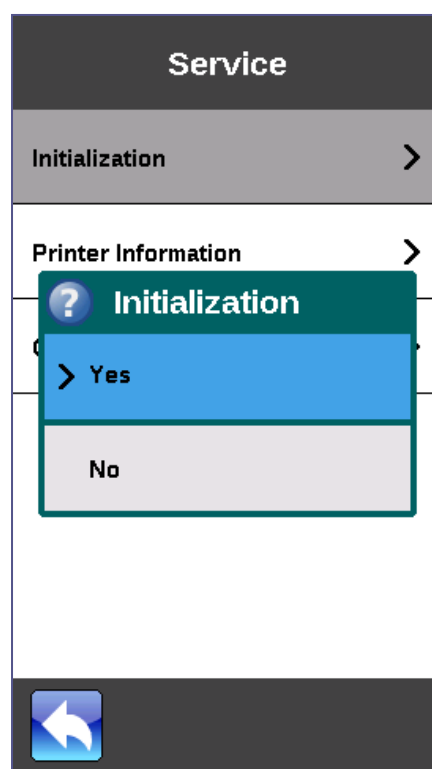 Service
Initialization
Printer Information
Initialization
Yes
No